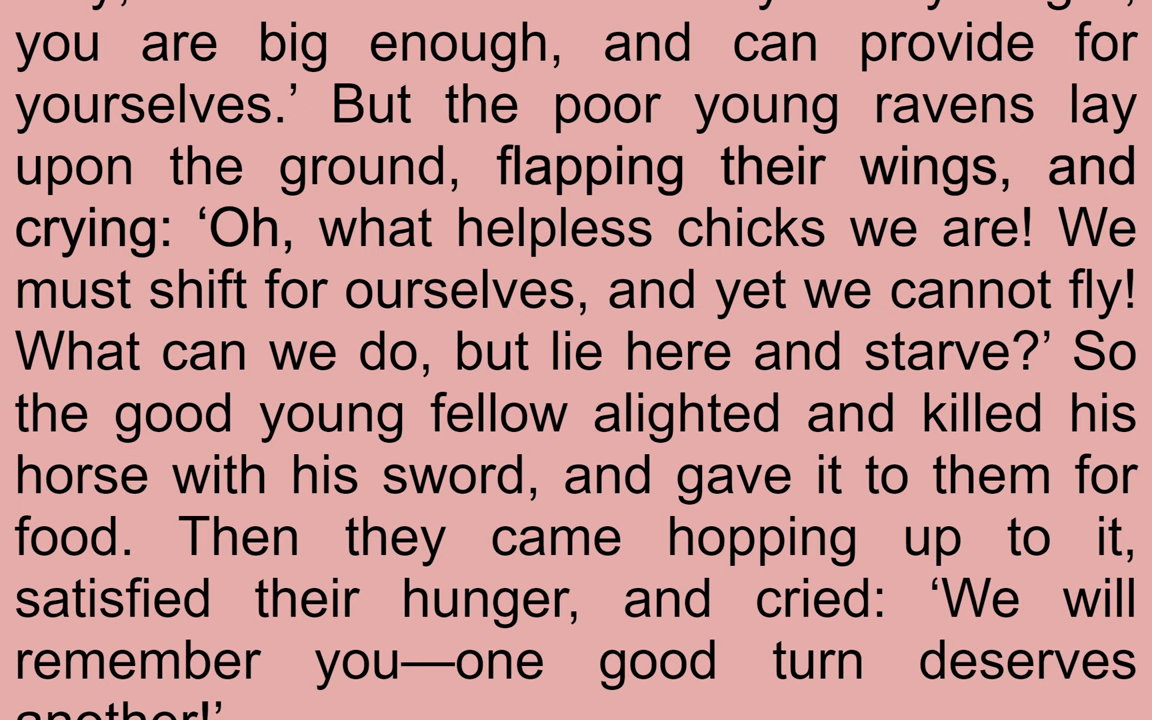 you are big enough, and can provide for
yourselves.’ But the poor young ravens lay
upon the ground, flapping their wings, and
crying: ‘Oh, what helpless chicks we are! We
must shift for ourselves, and yet we cannot fly!
What can we do, but lie here and starve?’ So
the good young fellow alighted and killed his
horse with his sword, and gave it to them for
food. Then they came hopping up to it,
satisfied their hunger, and cried: ‘We will
remember you—one good turn deserves
another!’